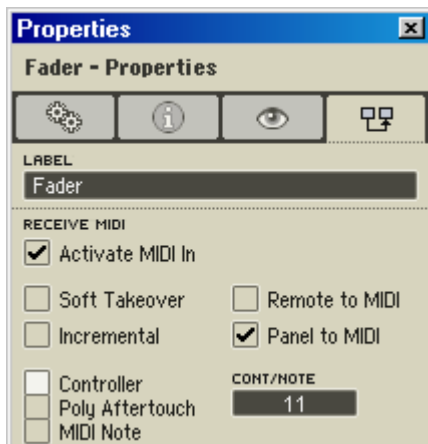 Properties
Fader - Properties
LABEL
Fader
RECEIVE MIDI
Activate MIDI In
Soft Takeover
Remote to MIDI
Incremental
Panel to MIDI
Controller
CONT/NOTE
Poly Aftertouch
11
MIDI Note